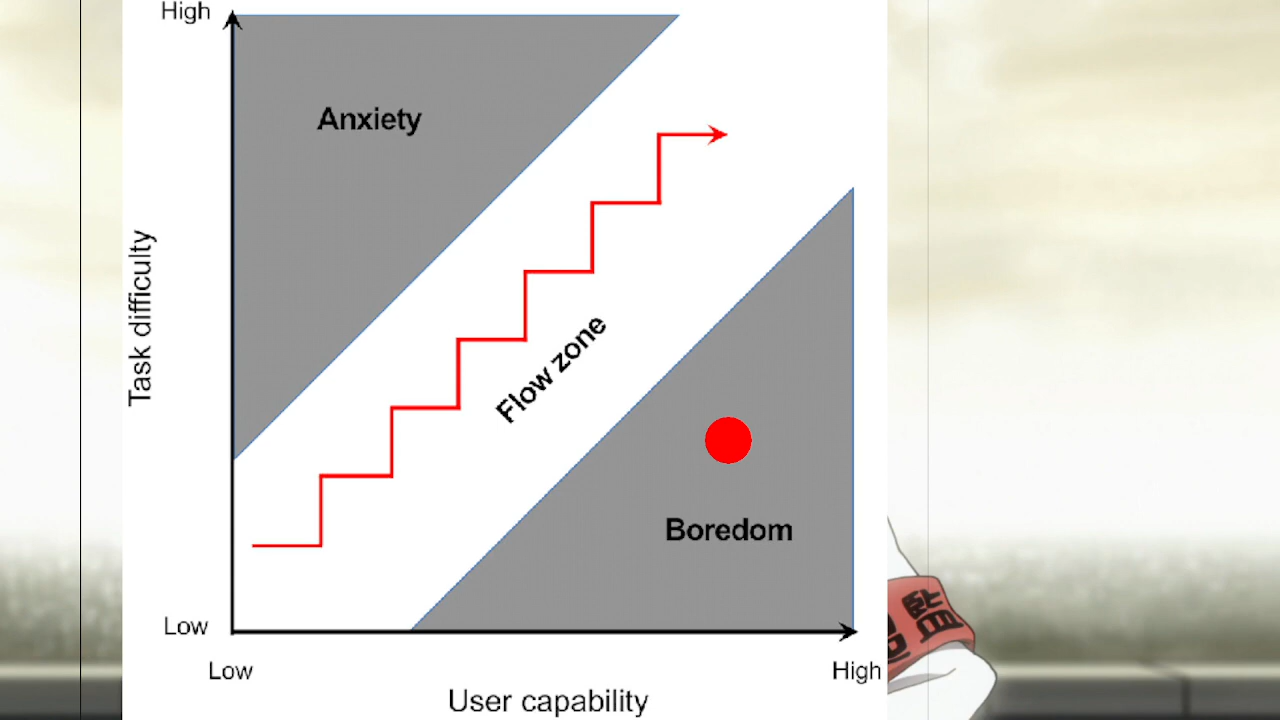 High
Anxiety
Task difficulty
Flow zone
Boredom
Low
Low
High
User capability